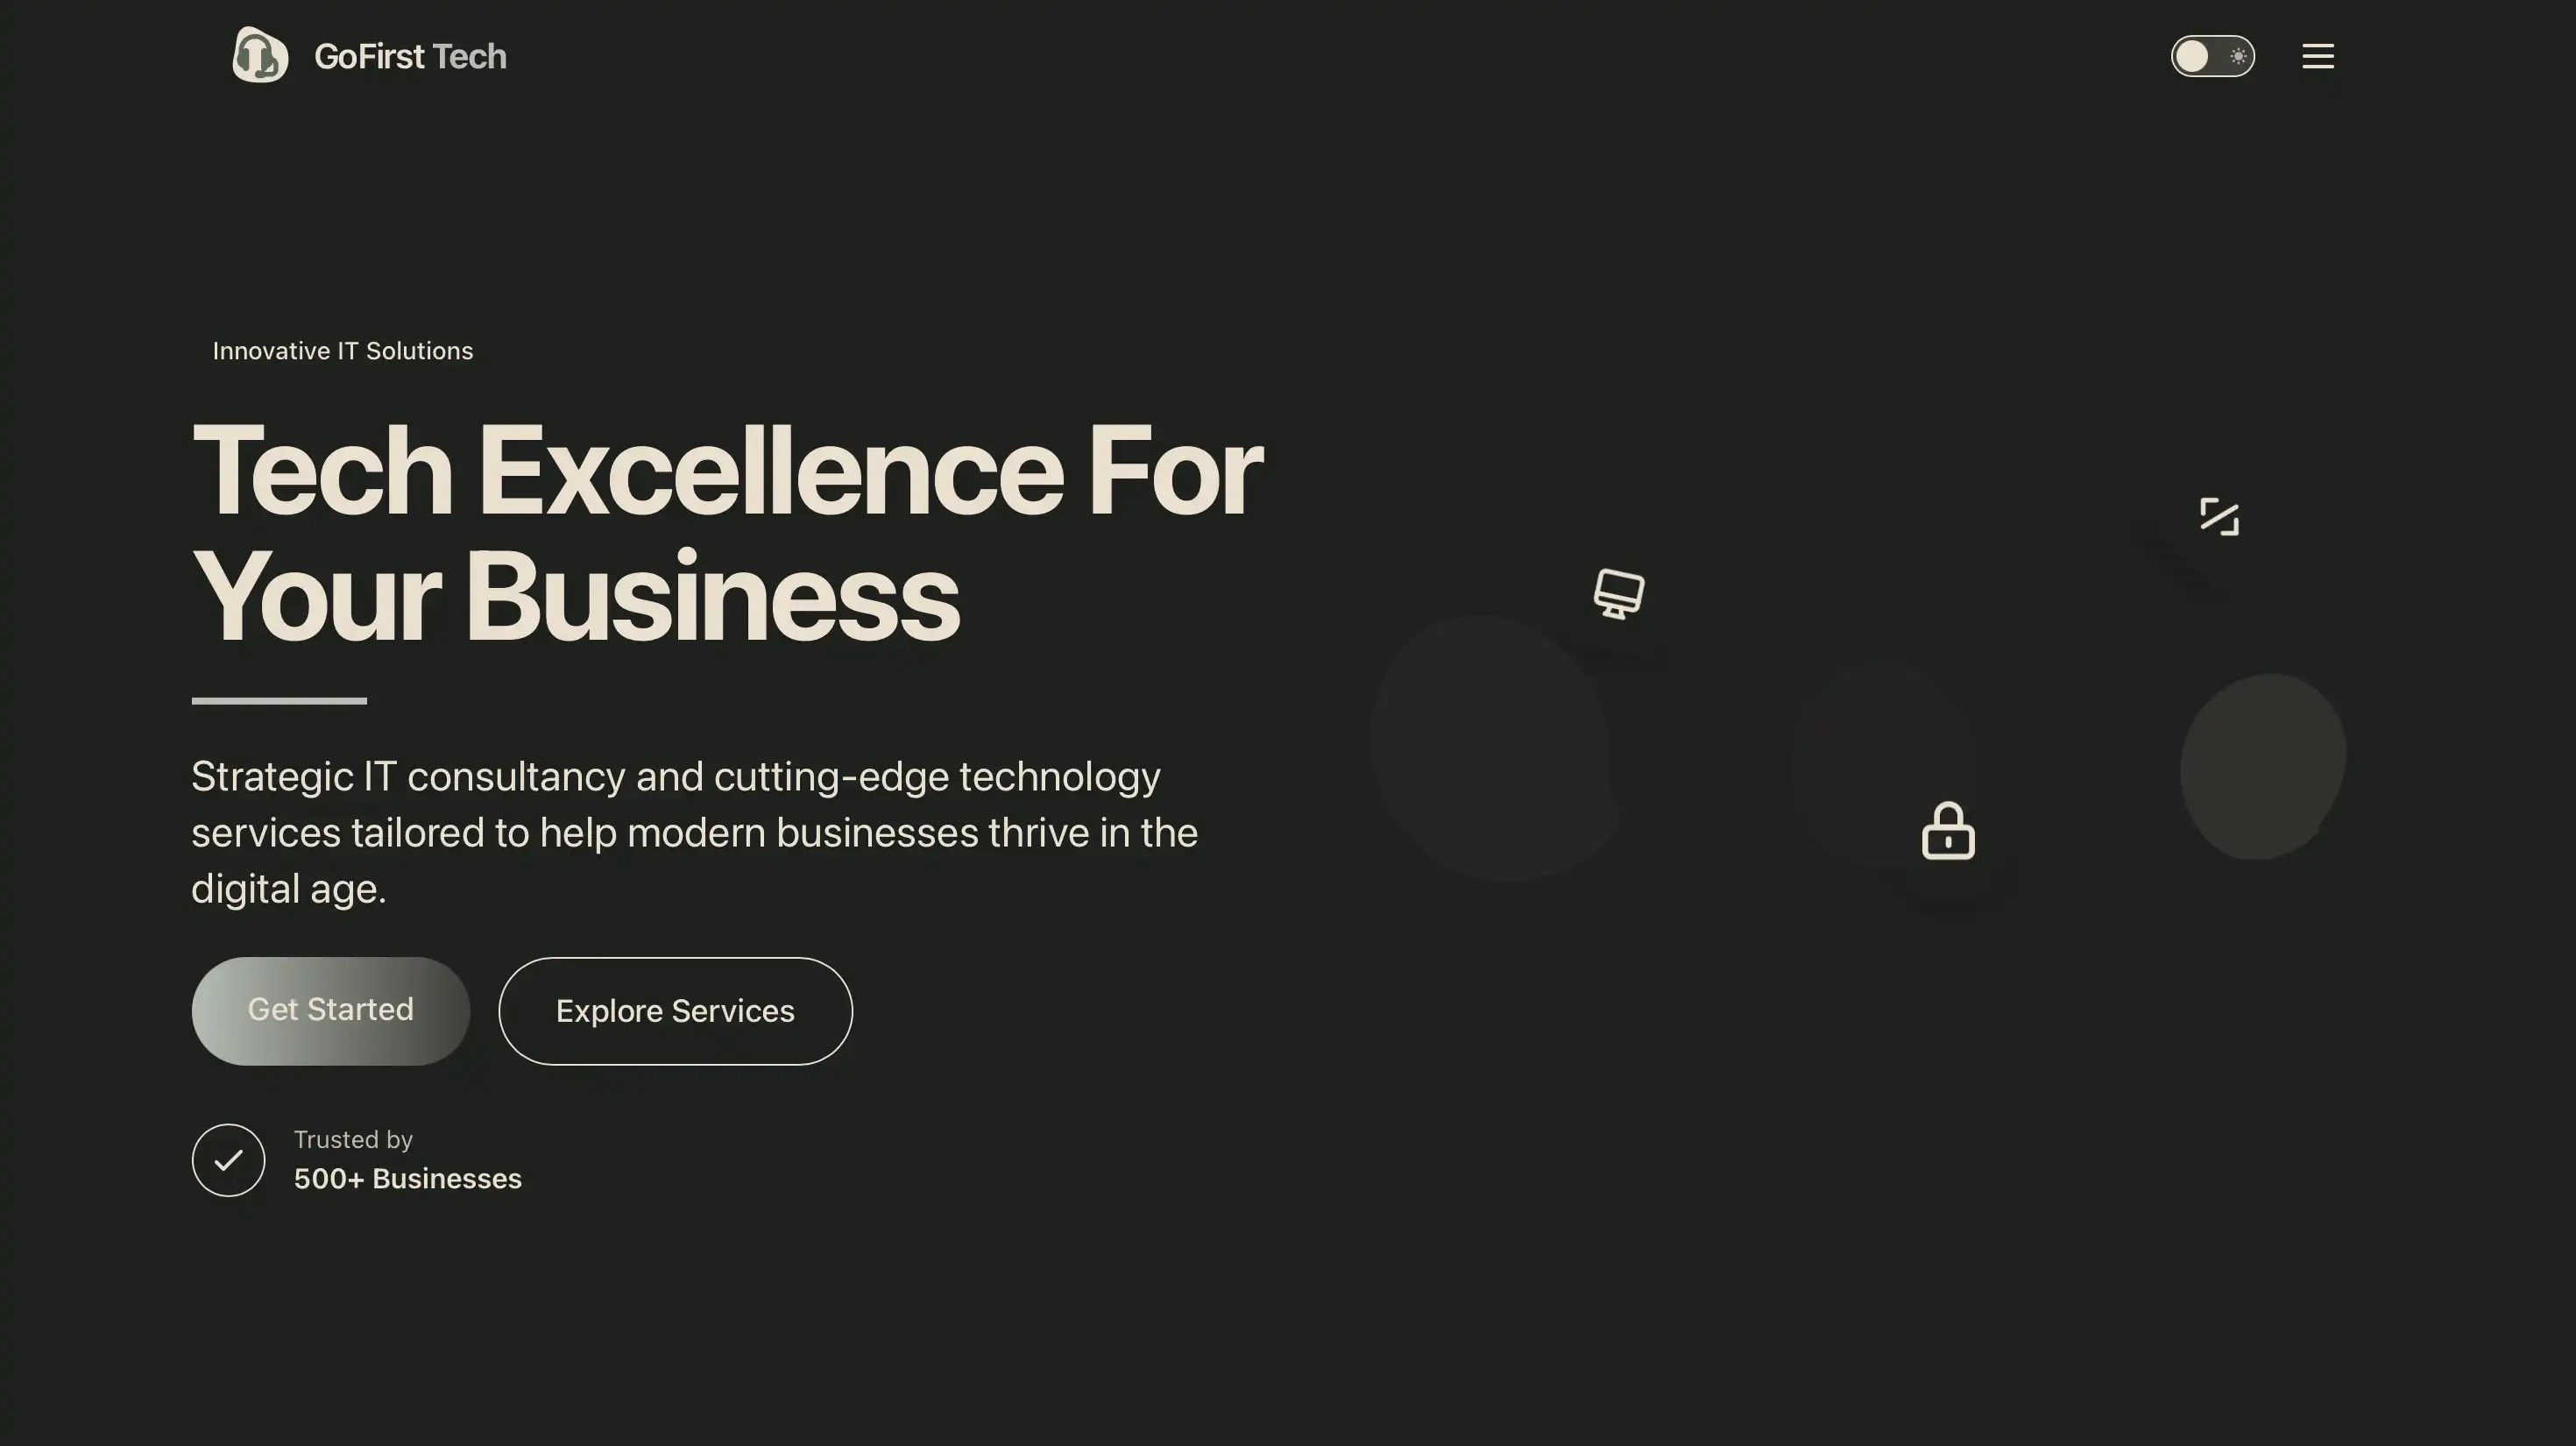 GoFirst Tech
Innovative IT Solutions
Tech Excellence For
Your Business
Strategic IT consultancy and cutting-edge technology
services tailored to help modern businesses thrive in the
digital age.
Get Started
Explore Services
Trusted by
500+ Businesses